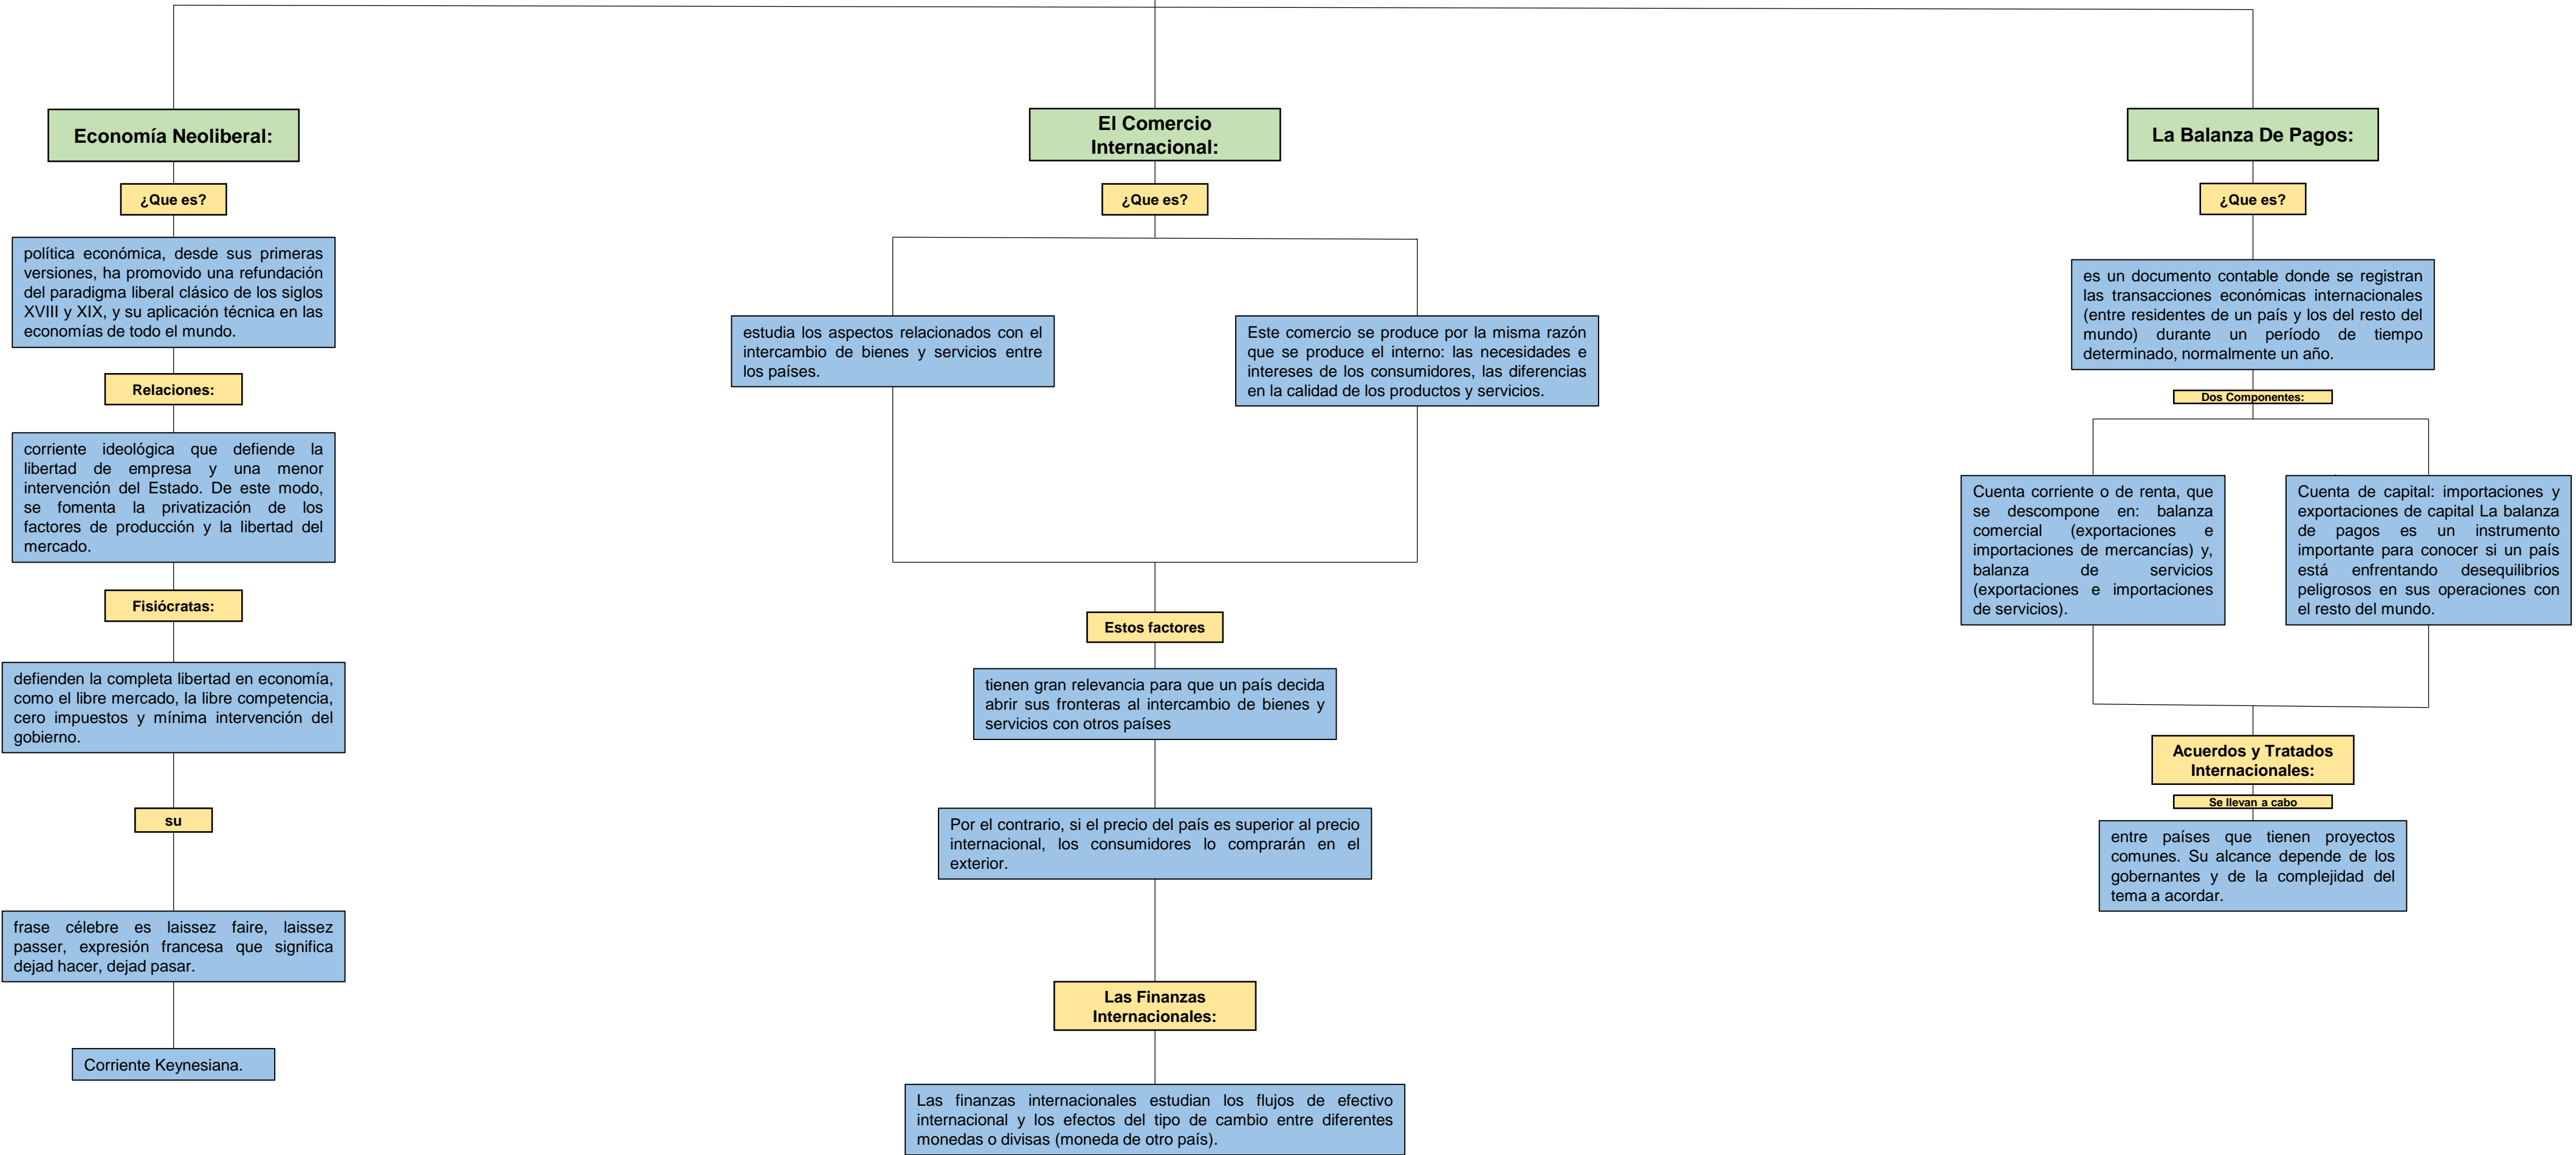 Economía Neoliberal:
¿Que es?
política económica, desde sus primeras
versiones, ha promovido una refundación
del paradigma liberal clásico de los siglos
XVIII y XIX, y su aplicación técnica en las
economías de todo el mundo.
Relaciones:
corriente ideológica que defiende la
libertad de empresa y una menor
intervención del Estado. De este modo,
se fomenta la privatización de los
factores de producción y la libertad del
mercado.
Fisiócratas:
defienden la completa libertad en economía,
como el libre mercado, la libre competencia,
cero impuestos y mínima intervención del
gobierno.
su
frase célebre es laissez faire, laissez
passer, expresión francesa que significa
dejad hacer, dejad pasar.
Corriente Keynesiana.
El Comercio
Internacional:
¿Que es?
estudia los aspectos relacionados con el
intercambio de bienes y servicios entre
los países.
Este comercio se produce por la misma razón
que se produce el interno: las necesidades e
intereses de los consumidores, las diferencias
en la calidad de los productos y servicios.
Estos factores
tienen gran relevancia para que un país decida
abrir sus fronteras al intercambio de bienes y
servicios con otros países
Por el contrario, si el precio del país es superior al precio
internacional, los consumidores lo comprarán en el
exterior.
Las Finanzas
Internacionales:
Las finanzas internacionales estudian los flujos de efectivo
internacional y los efectos del tipo de cambio entre diferentes
monedas o divisas (moneda de otro país).
La Balanza De Pagos:
¿Que es?
es un documento contable donde se registran
las transacciones económicas internacionales
(entre residentes de un país y los del resto del
mundo) durante un período de tiempo
determinado, normalmente un año.
Dos Componentes:
Cuenta corriente o de renta, que
se descompone en: balanza
comercial (exportaciones e
importaciones de mercancías) y,
balanza de servicios
(exportaciones e importaciones
de servicios).
Cuenta de capital: importaciones y
exportaciones de capital La balanza
de pagos es un instrumento
importante para conocer si un país
está enfrentando desequilibrios
peligrosos en sus operaciones con
el resto del mundo.
Acuerdos y Tratados
Internacionales:
Se llevan a cabo
entre países que tienen proyectos
comunes. Su alcance depende de los
gobernantes y de la complejidad del
tema a acordar.